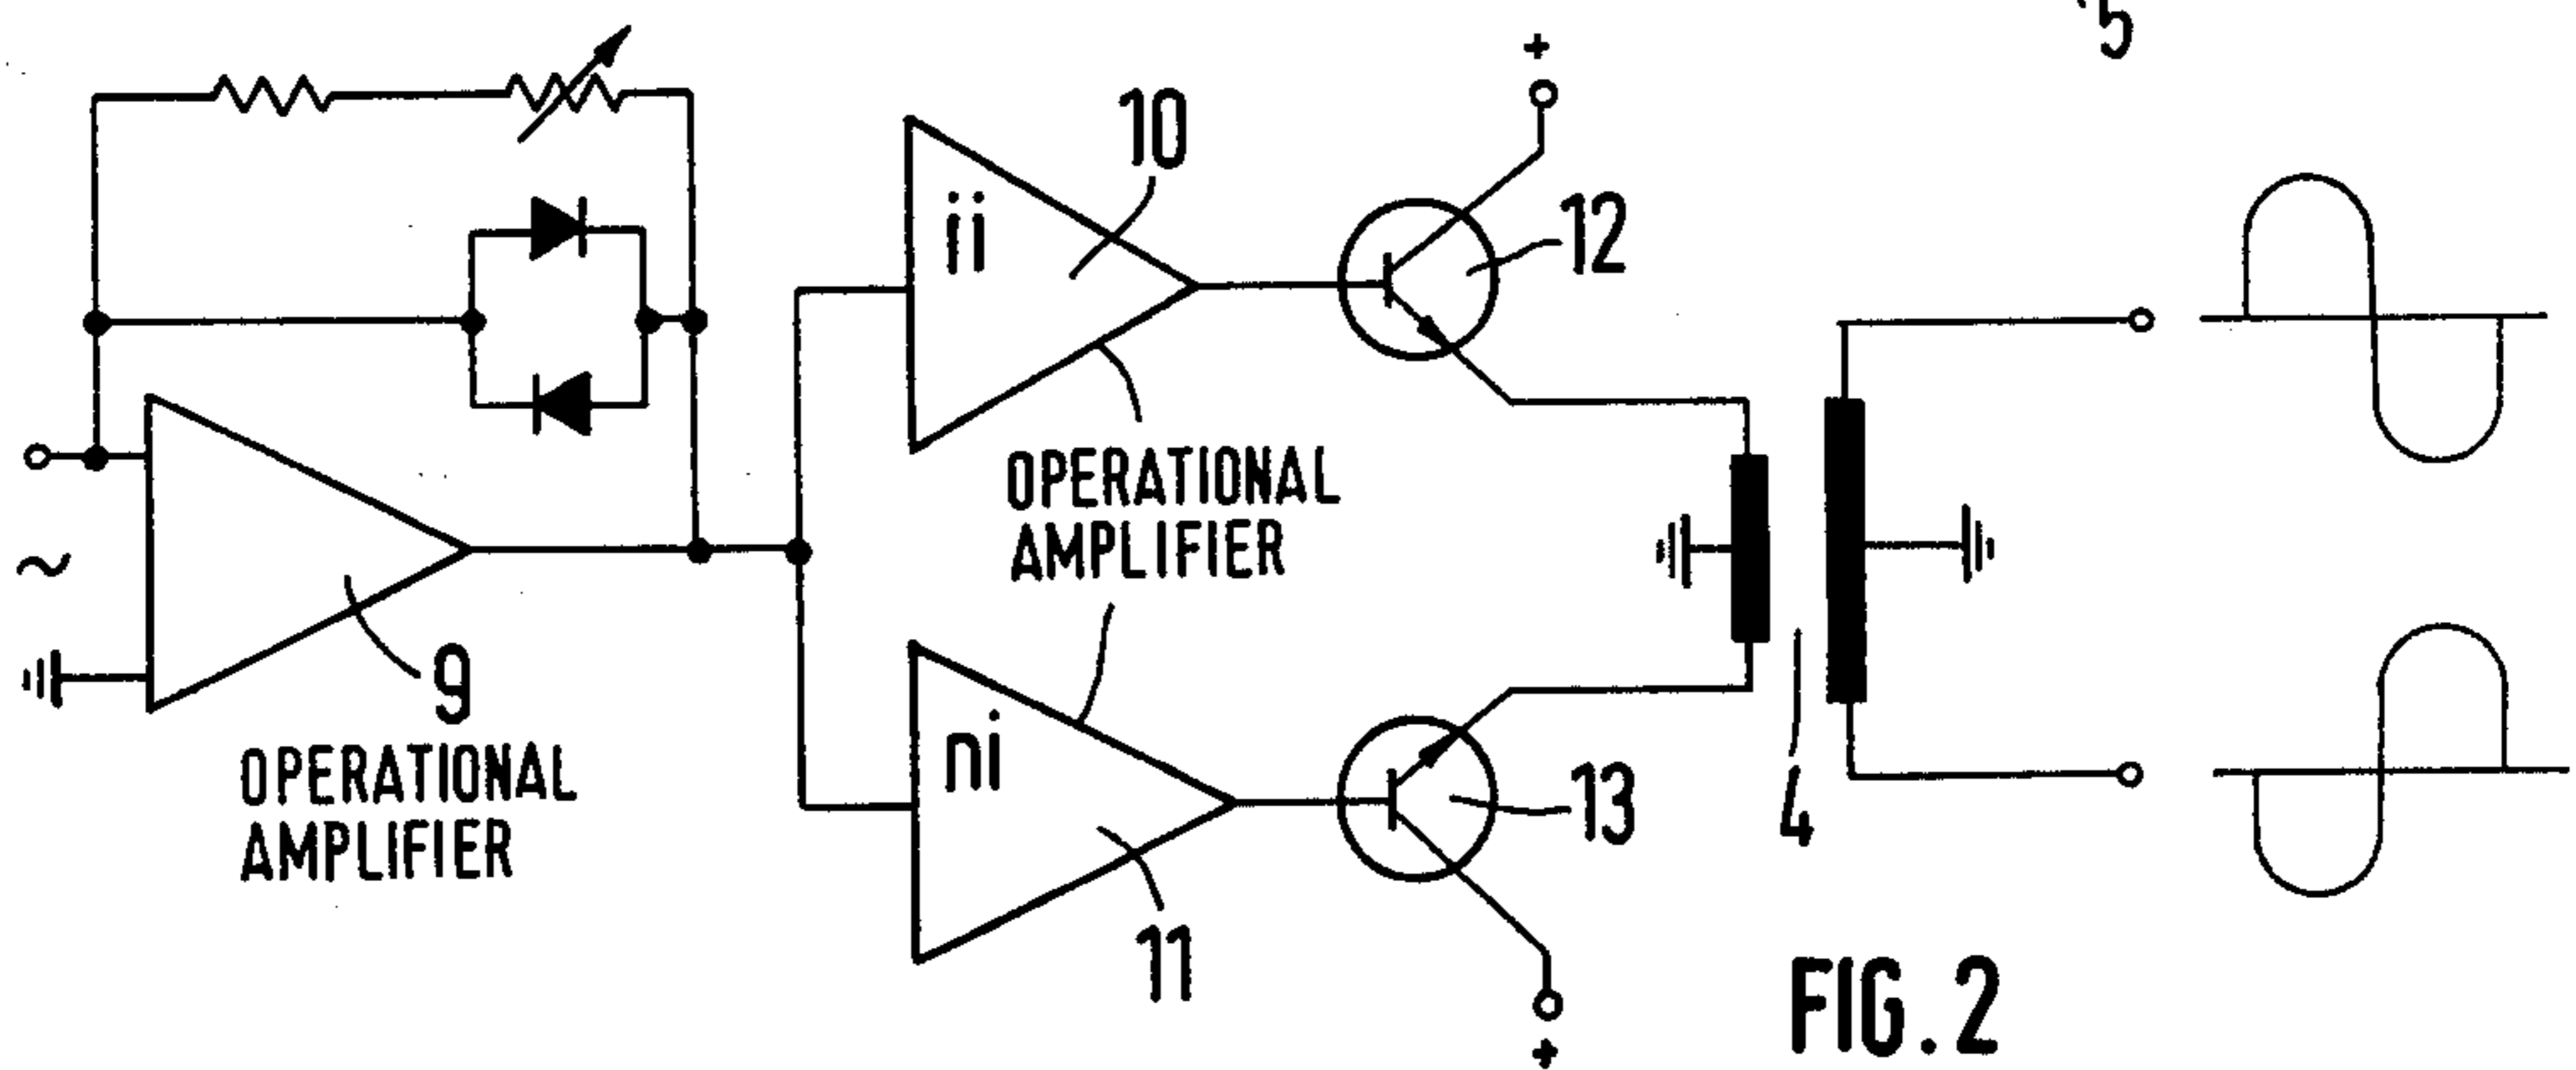 5
+
10
ii
12
OPERATIONAL
AMPLIFIER
~
9
OPERATIONAL
AMPLIFIER
ni
13
4
11
FIG. 2
+